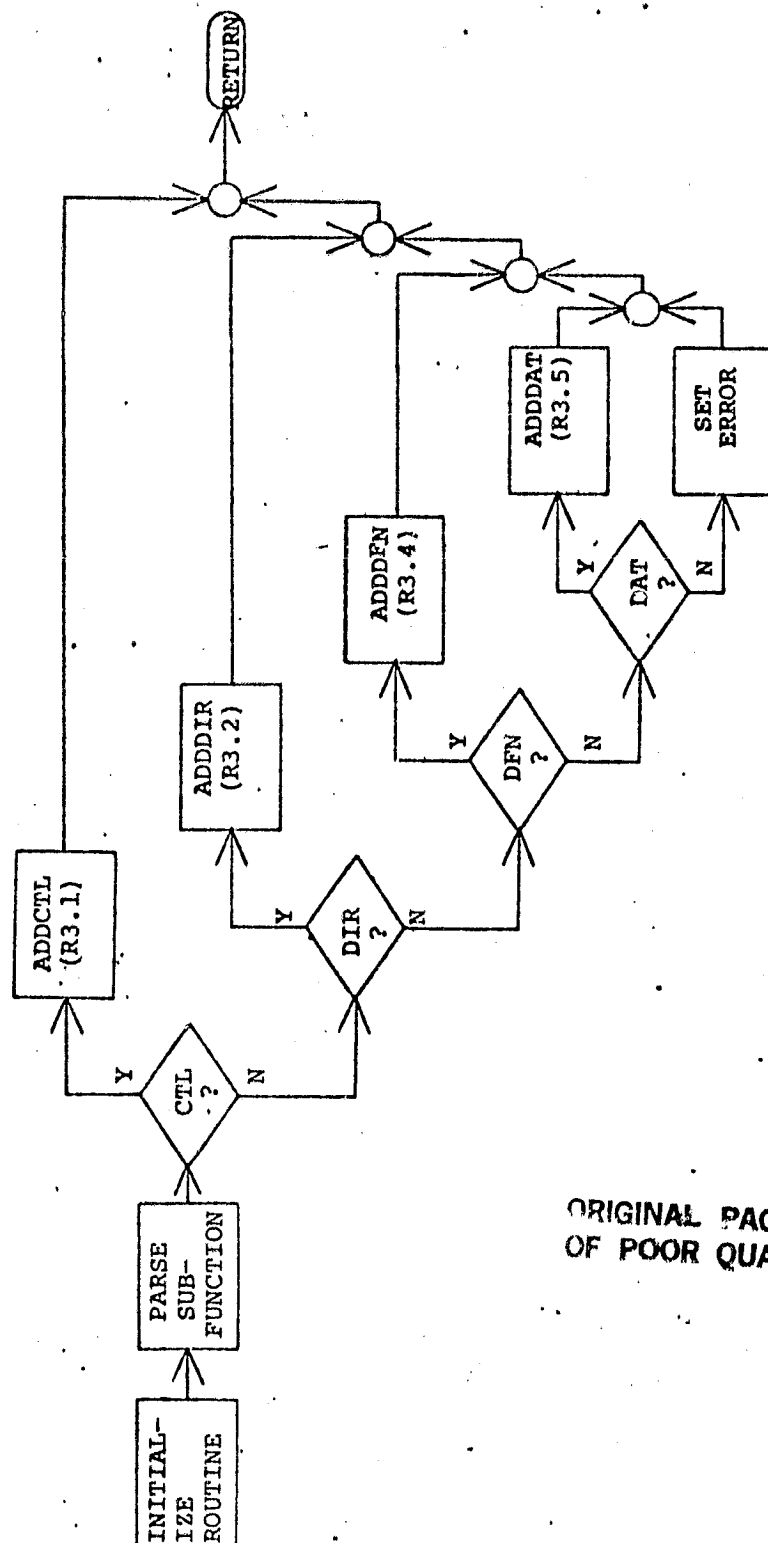 INITIAL-
IZE
ROUTINE
PARSE
SUB-
FUNCTION
CTL
?
Y
N
ADDCTL
(R3.1)
DIR
?
Y
N
ADDDIR
(R3.2)
DFN
?
Y
N
ADDDFN
(R3.4)
DAT
?
Y
N
ADDDAT
(R3.5)
SET
ERROR
RETURN
ORIGINAL PAG
OF POOR QUA